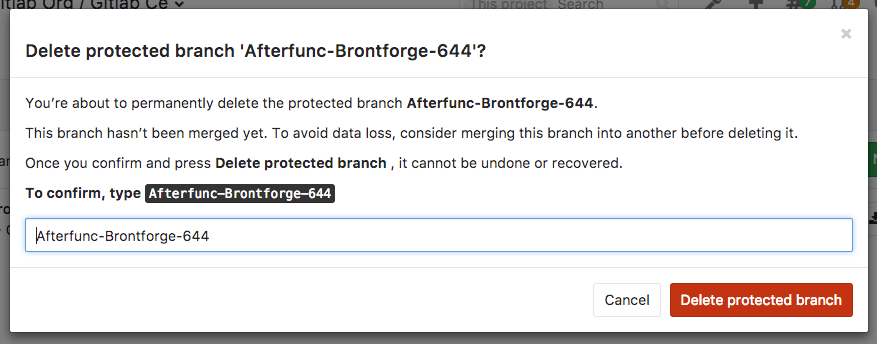 Gitlab Org / Gitlab Ce
This project Search
7
4
Delete protected branch 'Afterfunc-Brontforge-644'?
×
You're about to permanently delete the protected branch Afterfunc-Brontforge-644.
This branch hasn't been merged yet. To avoid data loss, consider merging this branch into another before deleting it.
Once you confirm and press Delete protected branch , it cannot be undone or recovered.
To confirm, type Afterfunc–Brontforge–644
Afterfunc-Brontforge-644
Cancel
Delete protected branch